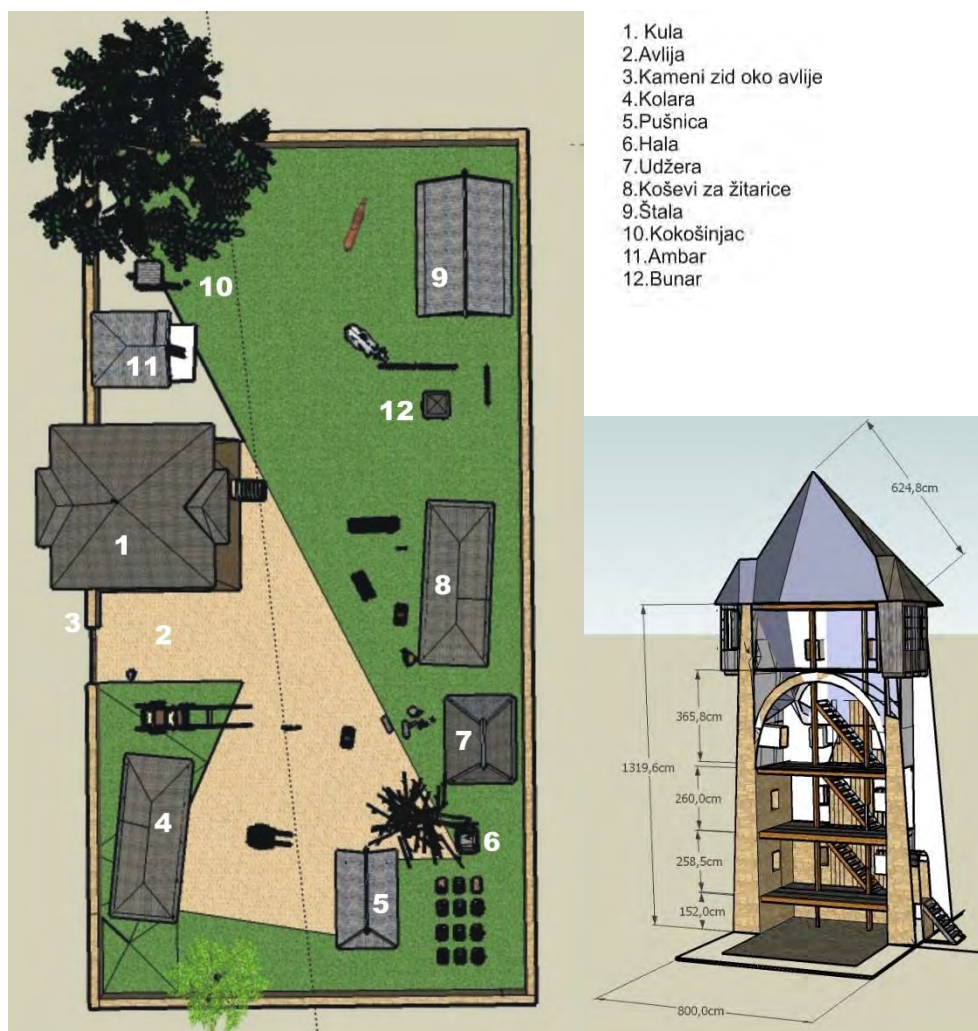 1. Kula
2.Avlija
3.Kameni zid oko avlije
4.Kolara
5.Pušnica
6.Hala
7.Udžera
8.Koševi za žitarice
9.Štala
10.Kokošinjac
11.Ambar
12.Bunar
10
9
11
12
1
8
3
2
7
4
6
5
624,8cm
365,8cm
1319,6cm
260,0cm
258,5cm
152,0cm
800,0cm